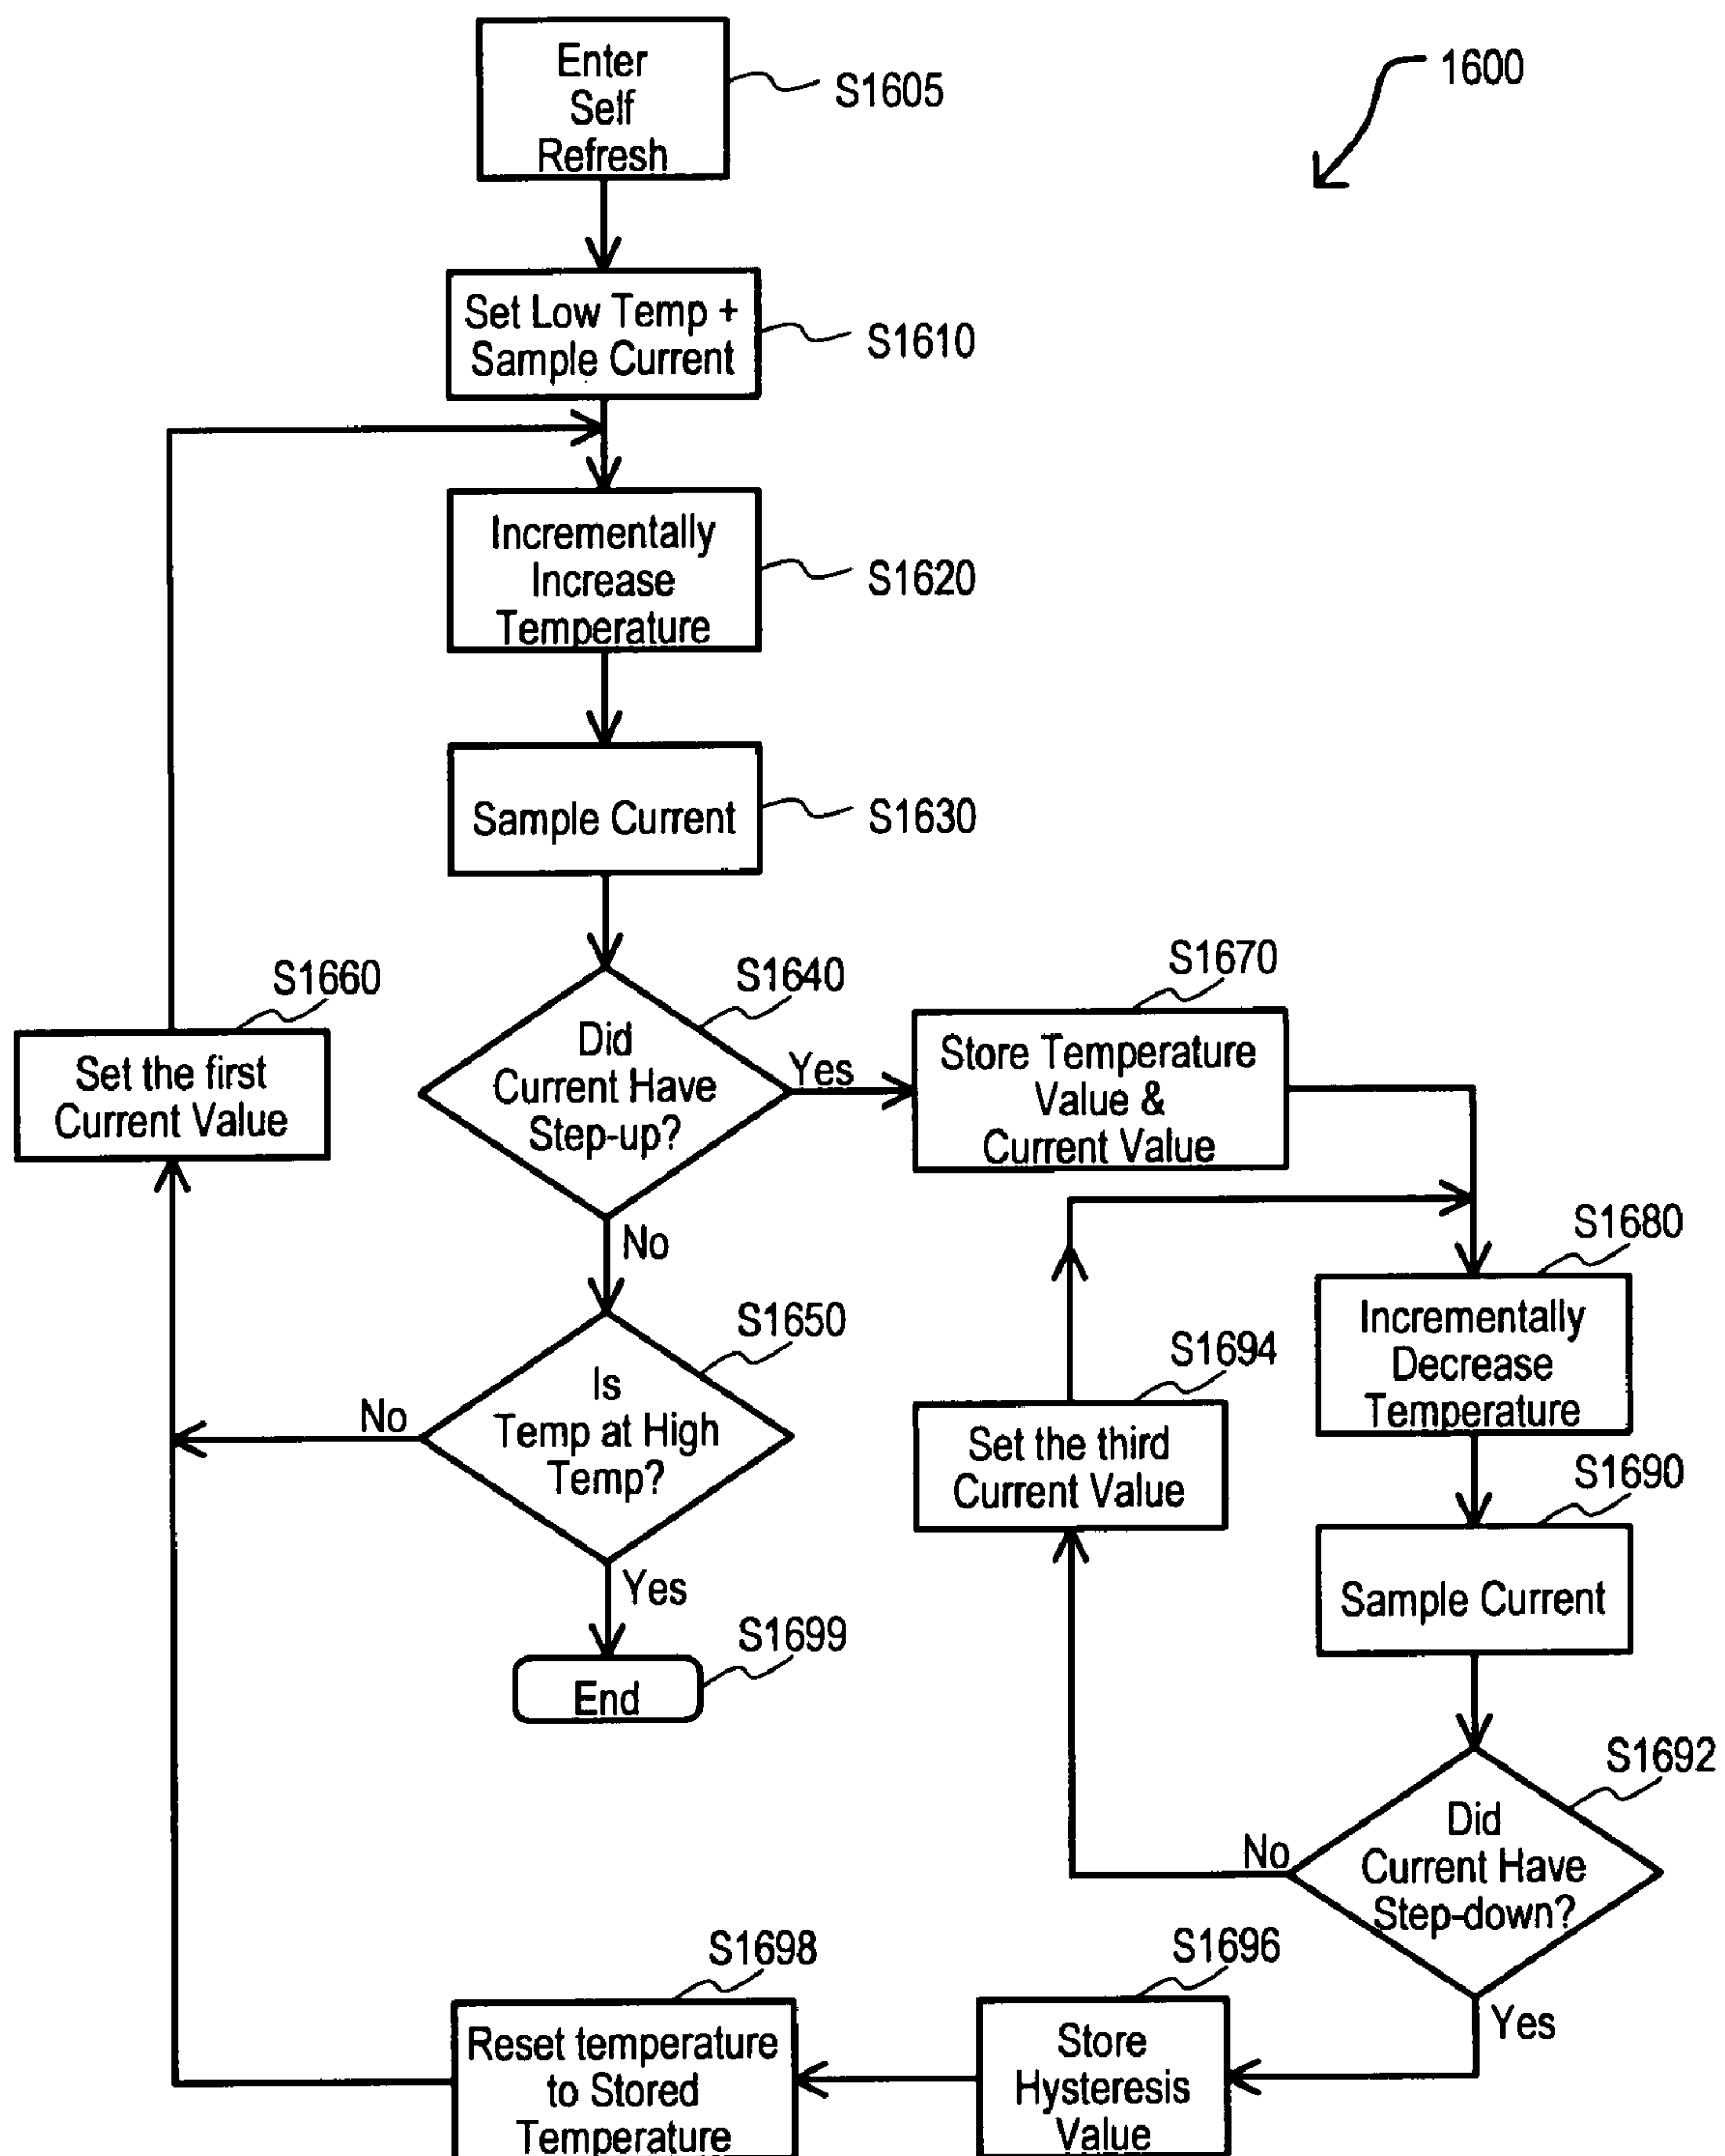 Enter
Self
Refresh
S1605
1600
Set Low Temp +
Sample Current
S1610
Incrementally
Increase
Temperature
S1620
Sample Current
S1630
S1640
Did
Current Have
Step-up?
Yes
No
S1660
Set the first
Current Value
S1670
Store Temperature
Value &
Current Value
S1650
Is
Temp at High
Temp?
No
Yes
S1699
End
S1680
Incrementally
Decrease
Temperature
S1694
Set the third
Current Value
S1690
Sample Current
S1692
Did
Current Have
Step-down?
No
Yes
S1696
Store
Hysteresis
Value
S1698
Reset temperature
to Stored
Temperature